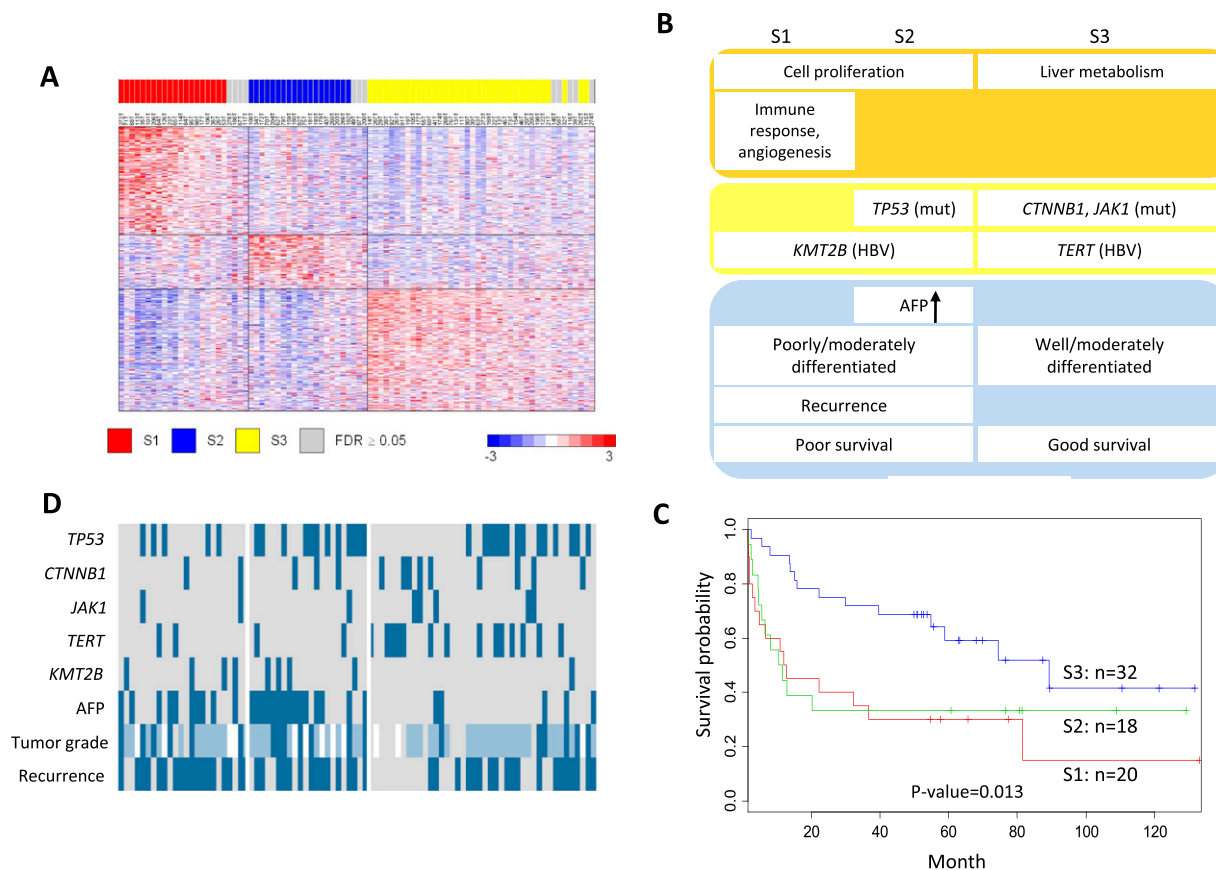 A
S1
S2
S3
FDR ≥ 0.05
-3
3
B
S1
S2
S3
Cell proliferation
Liver metabolism
Immune
response,
angiogenesis
TP53 (mut)
CTNNB1, JAK1 (mut)
KMT2B (HBV)
TERT (HBV)
AFP
Poorly/moderately
differentiated
Well/moderately
differentiated
Recurrence
Poor survival
Good survival
D
TP53
CTNNB1
JAK1
TERT
KMT2B
AFP
Tumor grade
Recurrence
C
Survival probability
1.0
0.8
0.6
0.4
0.2
0.0
S3: n=32
S2: n=18
S1: n=20
P-value=0.013
20
40
60
80
100
120
Month